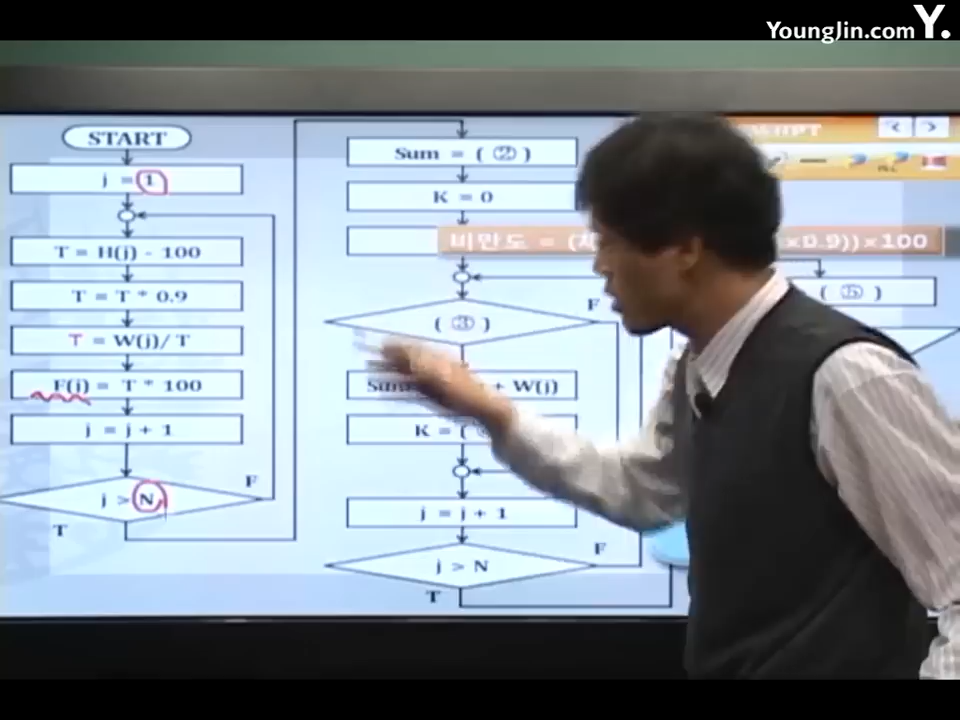 YoungJin.com Y.
START
j = 1
T = H(j) - 100
T = T * 0.9
T = W(j)/ T
F(j) = T * 100
j = j + 1
j > N
F
T
Sum = ( ② )
K = 0
비만도 = (
×0.9))×100
F
( ③ )
+ W(j)
K = (
j = j + 1
j > N
F
T
( ⑤ )